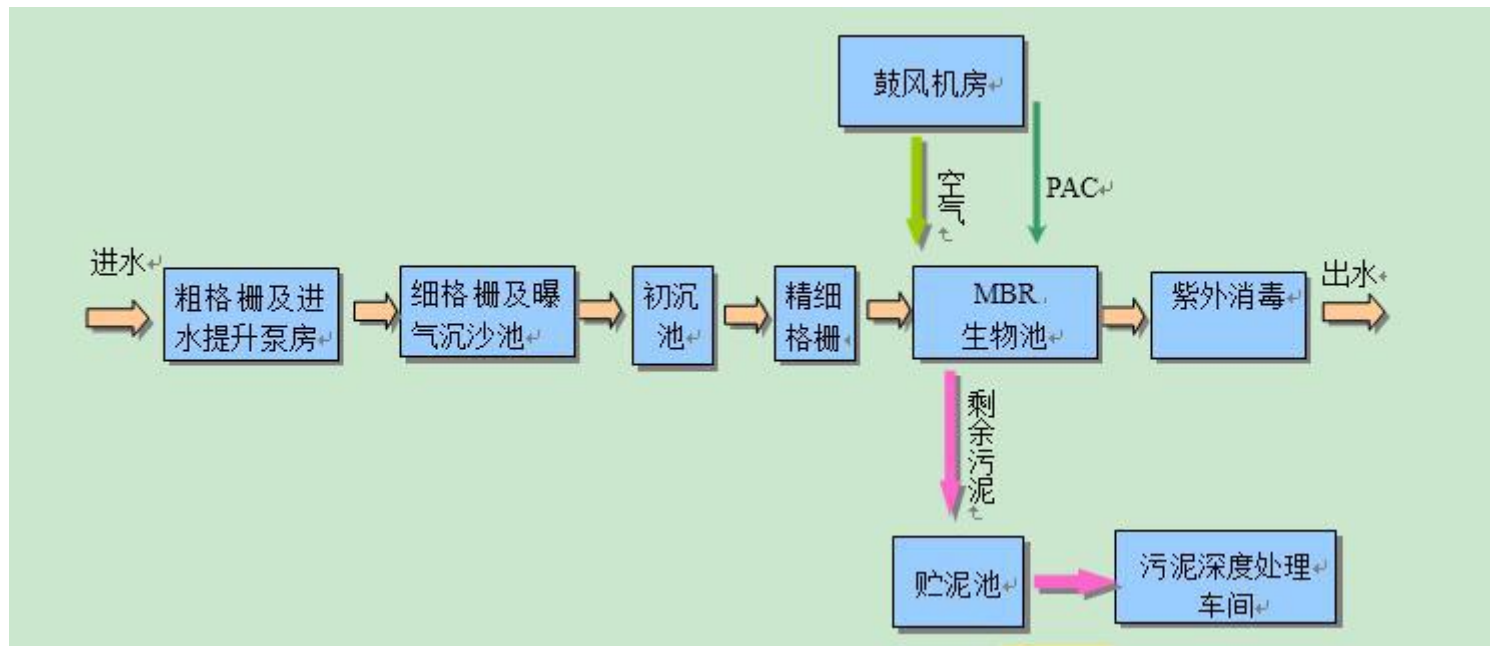 鼓风机房
空气
PAC
进水
粗格栅及进
水提升泵房
细格栅及曝
气沉沙池
初沉
池
精细
格栅
MBR
生物池
紫外消毒
出水
剩余污泥
贮泥池
污泥深度处理
车间